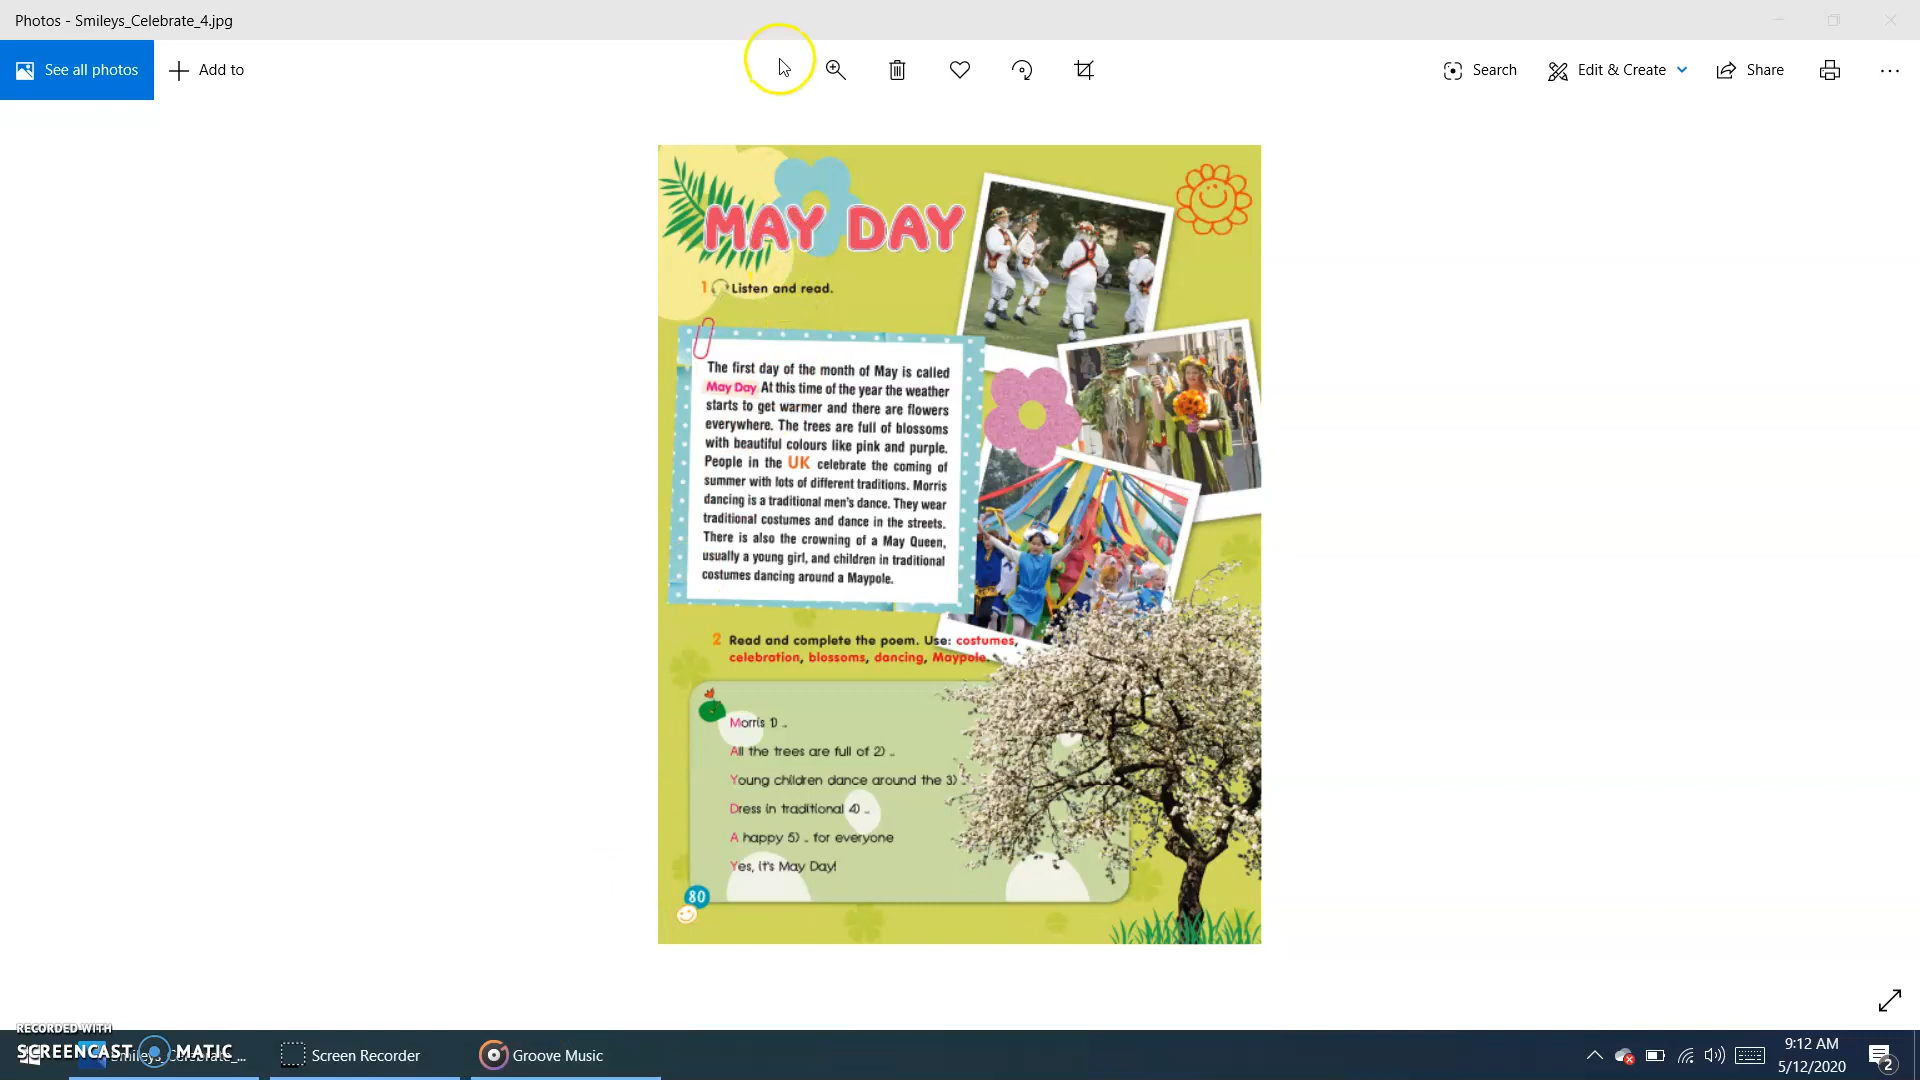 Photos - Smileys_Celebrate_4.jpg
See all photos
Add to
Search
Edit & Create
Share
MAY DAY
1 Listen and read.
The first day of the month of May is called
May Day At this time of the year the weather
starts to get warmer and there are flowers
everywhere. The trees are full of blossoms
with beautiful colours like pink and purple.
People in the UK celebrate the coming of
summer with lots of different traditions. Morris
dancing is a traditional men's dance. They wear
traditional costumes and dance in the streets.
There is also the crowning of a May Queen,
usually a young girl, and children in traditional
costumes dancing around a Maypole.
2 Read and complete the poem. Use: costumes,
celebration, blossoms, dancing, Maypole.
Morris 1) ..
All the trees are full of 2) ..
Young children dance around the 3) ..
Dress in traditional 4) ..
A happy 5) .. for everyone
Yes, it's May Day!
80
RECORDED WITH
SCREENCAST MATIC
Smileys_Celebrate_...
Screen Recorder
Groove Music
9:12 AM
5/12/2020
2